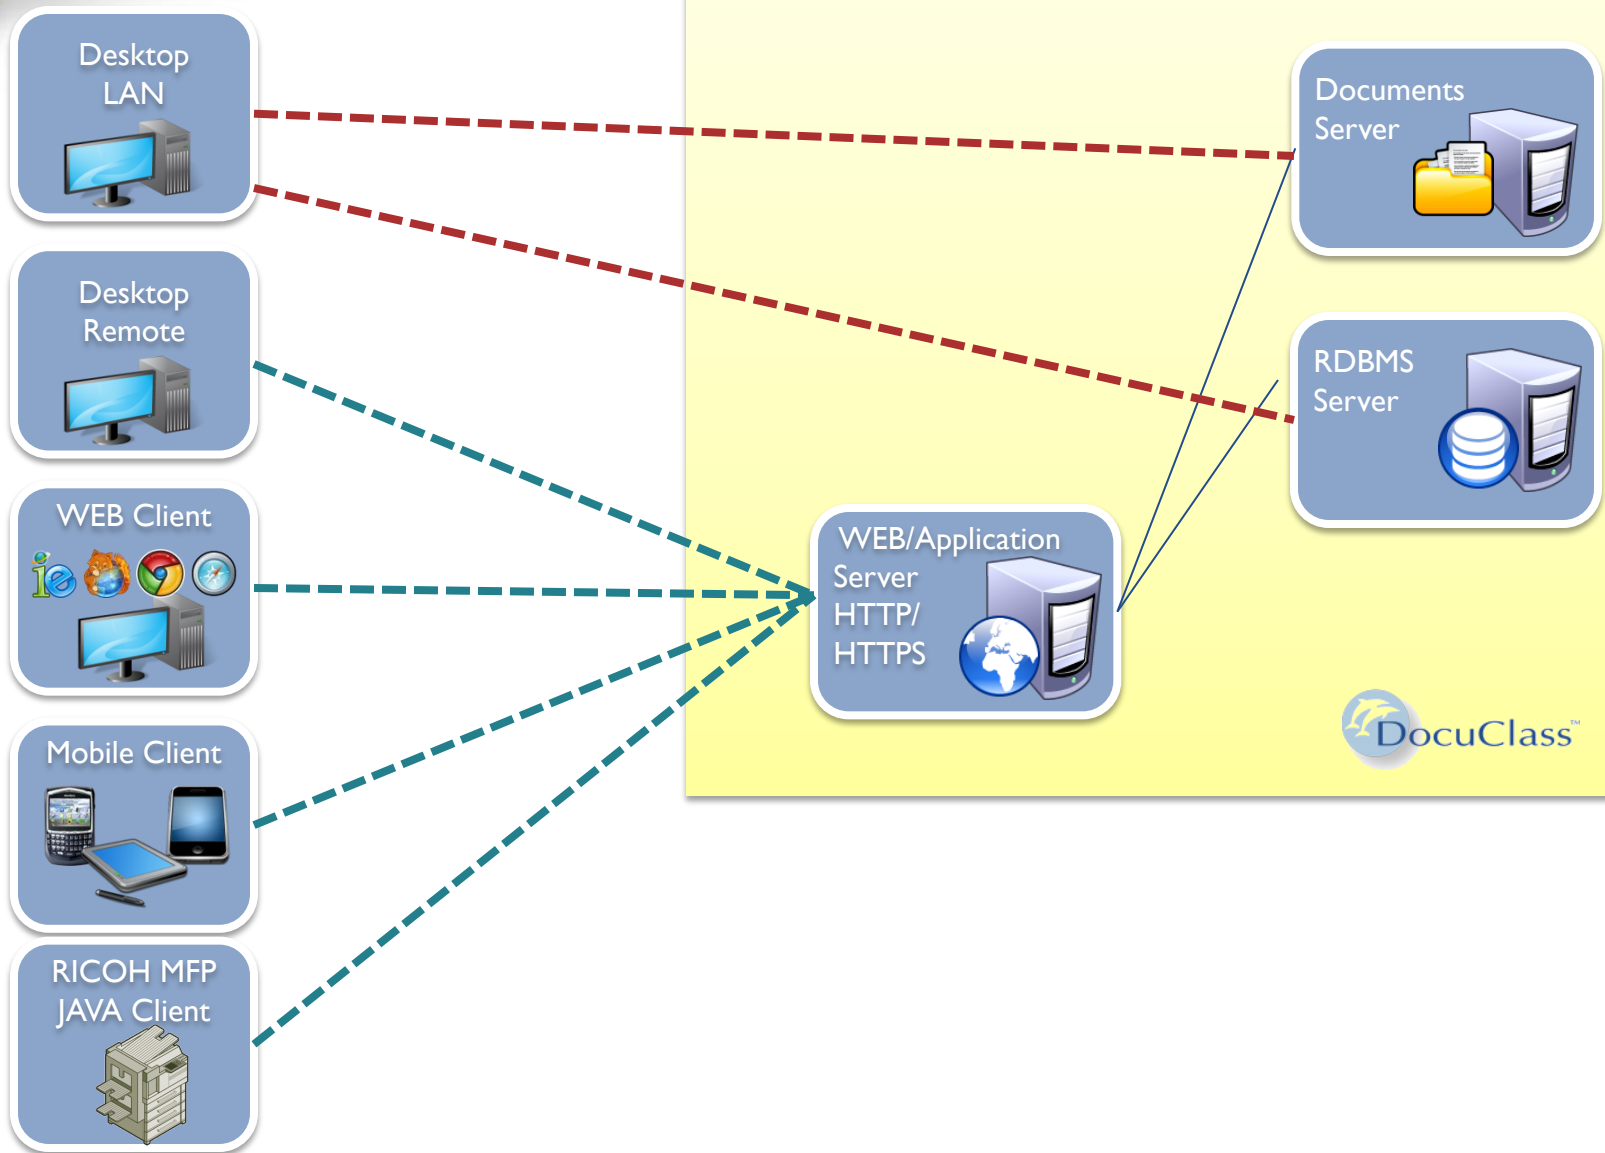 Desktop
LAN
Desktop
Remote
WEB Client
Mobile Client
RICOH MFP
JAVA Client
WEB/Application
Server
HTTP/
HTTPS
Documents
Server
RDBMS
Server
DocuClass™